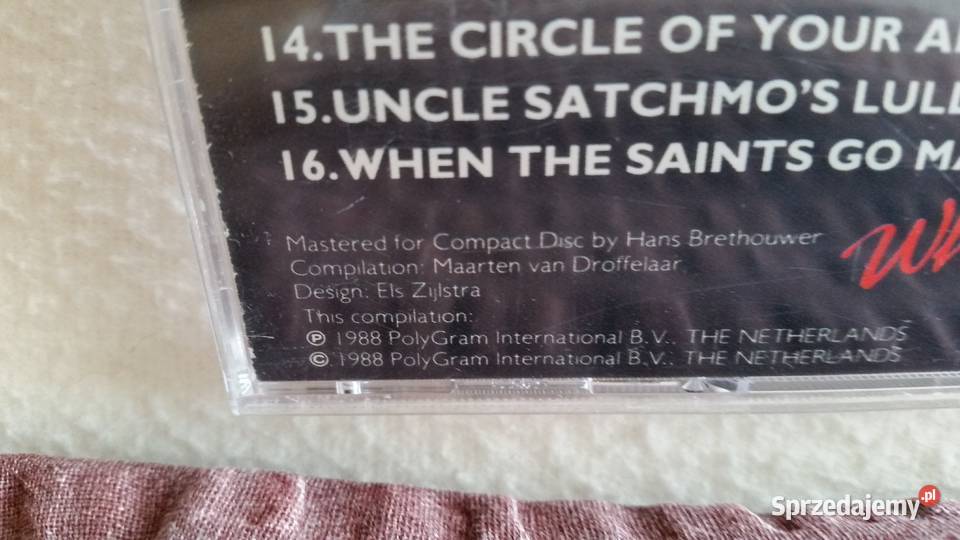 14.THE CIRCLE OF YOUR
15.UNCLE SATCHMO'S
16.WHEN THE SAINTS GO
Mastered for Compact Disc by Hans Brethouwer
Compilation: Maarten van Droffelaar
Design: Els Zijlstra
This compilation:
℗ 1988 PolyGram International B.V., THE NETHERLANDS
© 1988 PolyGram International B.V., THE NETHERLANDS
Sprzedajemy.pl